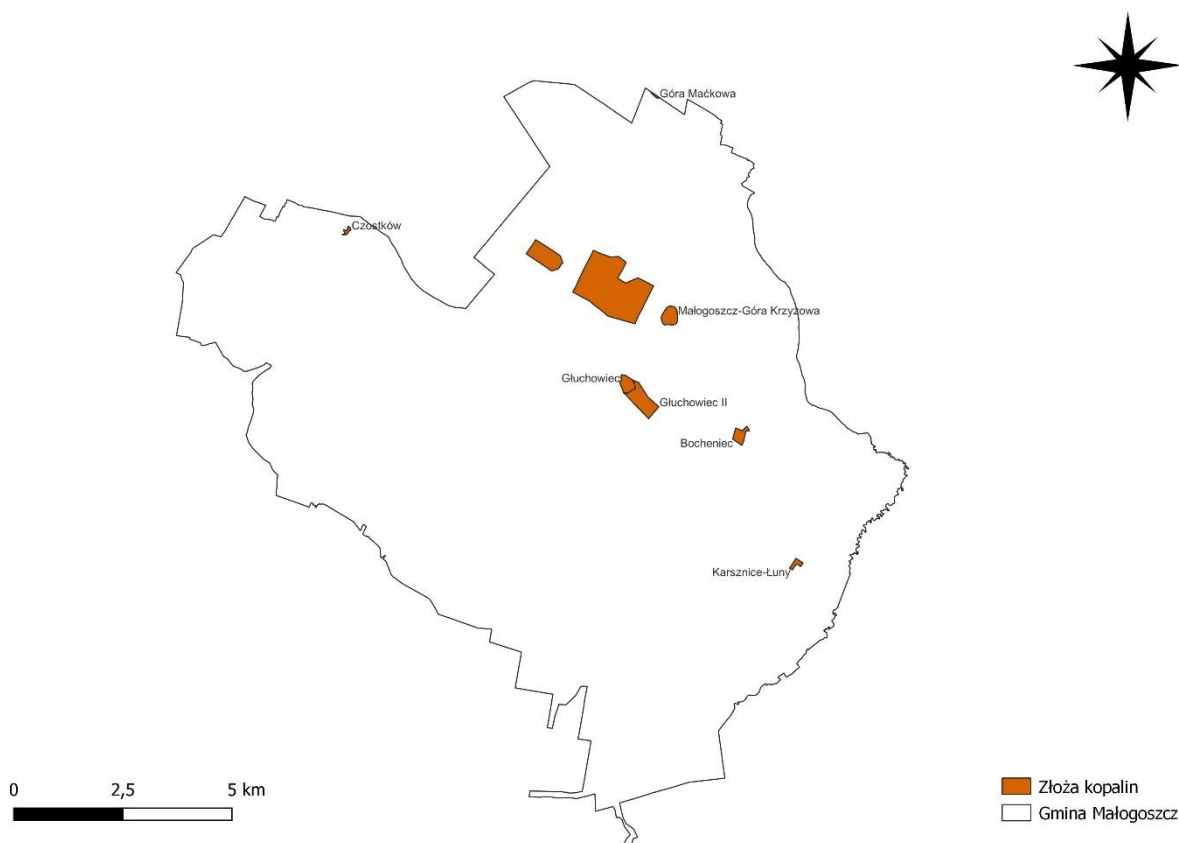 Góra Maćkowa
Czostków
Małogoszcz-Góra Krzyżowa
Głuchowiec
Głuchowiec II
Bocheniec
Karsznice-Łuny
0 2,5 5 km
Złoża kopalin
Gmina Małogoszcz